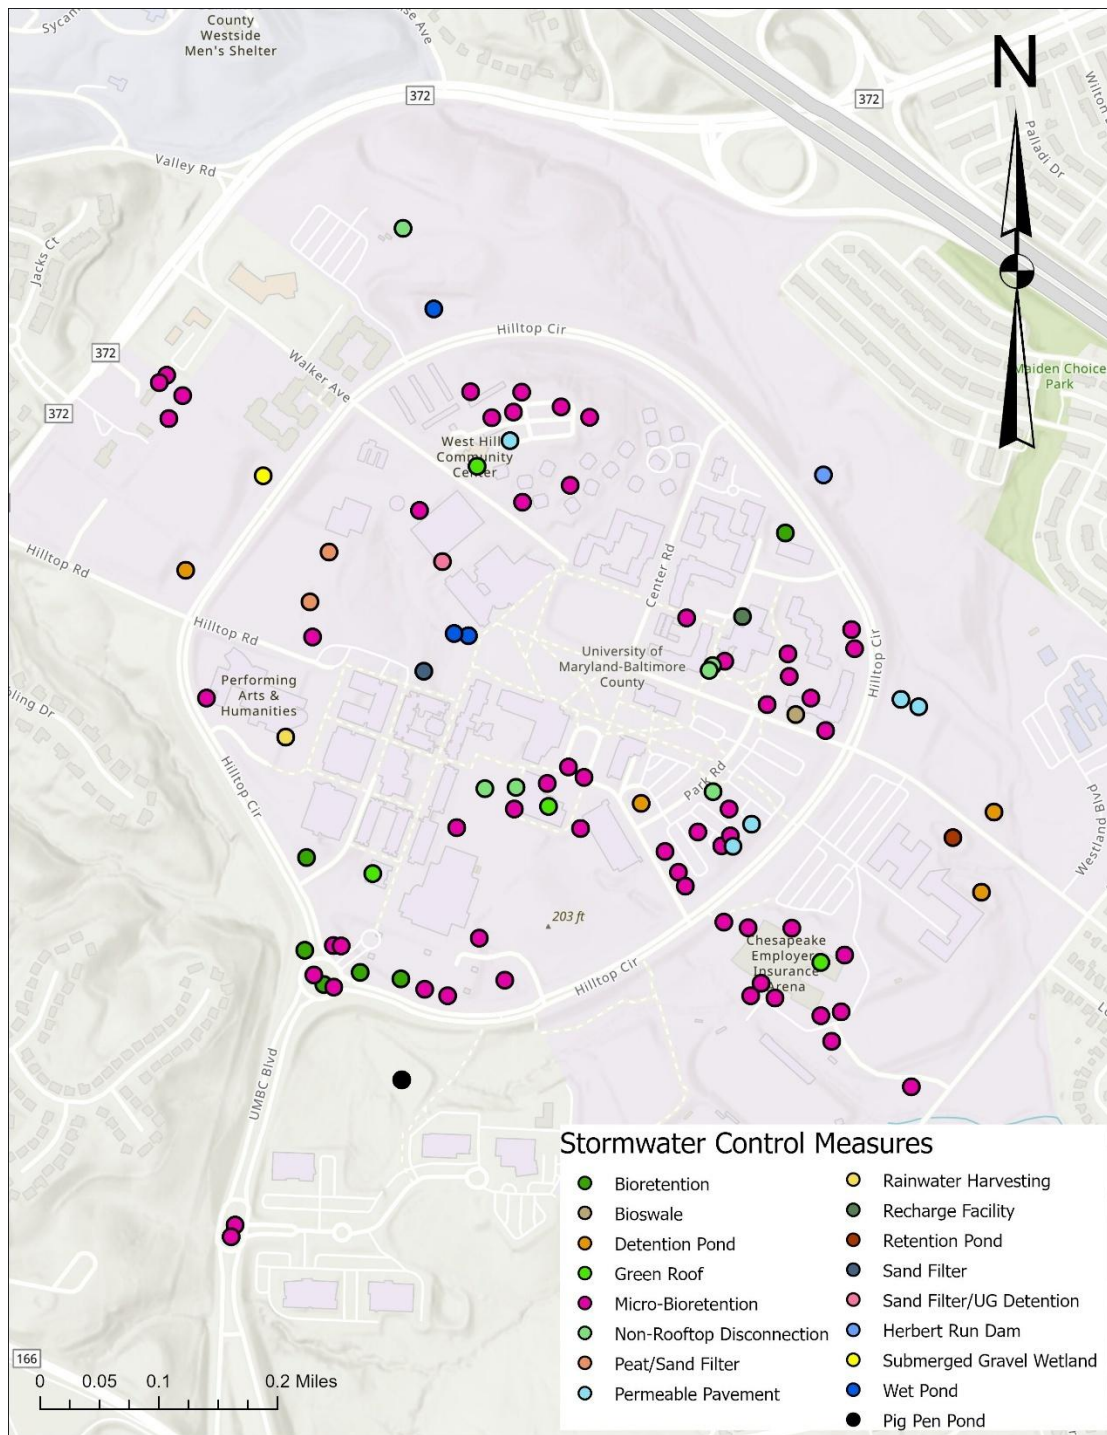 County
Westside
Men's Shelter
372
372
Wilton
Palladi Dr
N
Valley Rd
Jacks Ct
Hilltop Cir
372
Walker Ave
372
Maiden Choice
Park
West Hill
Community
Center
Hilltop Rd
Center Rd
Hilltop Rd
University of
Maryland-Baltimore
County
Hilltop Cir
Performing
Arts &
Humanities
Hilltop Cir
Park Rd
Westland Blvd
203 ft
Chesapeake
Employer
Insurance
Arena
Hilltop Cir
UMBC Blvd
166
0 0.05 0.1 0.2 Miles
Stormwater Control Measures
Bioretention
Bioswale
Detention Pond
Green Roof
Micro-Bioretention
Non-Rooftop Disconnection
Peat/Sand Filter
Permeable Pavement
Rainwater Harvesting
Recharge Facility
Retention Pond
Sand Filter
Sand Filter/UG Detention
Herbert Run Dam
Submerged Gravel Wetland
Wet Pond
Pig Pen Pond